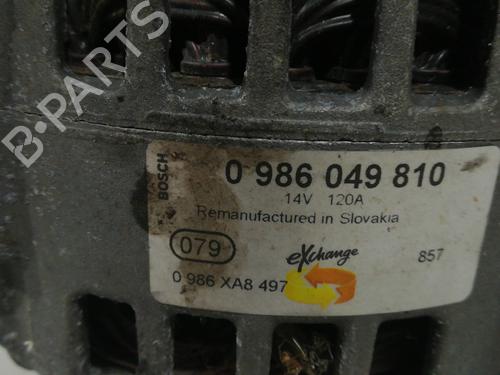 B-PARTS
BOSCH
0 986 049 810
14V 120A
Remanufactured in Slovakia
079
eXchange
857
0 986 XA8 497